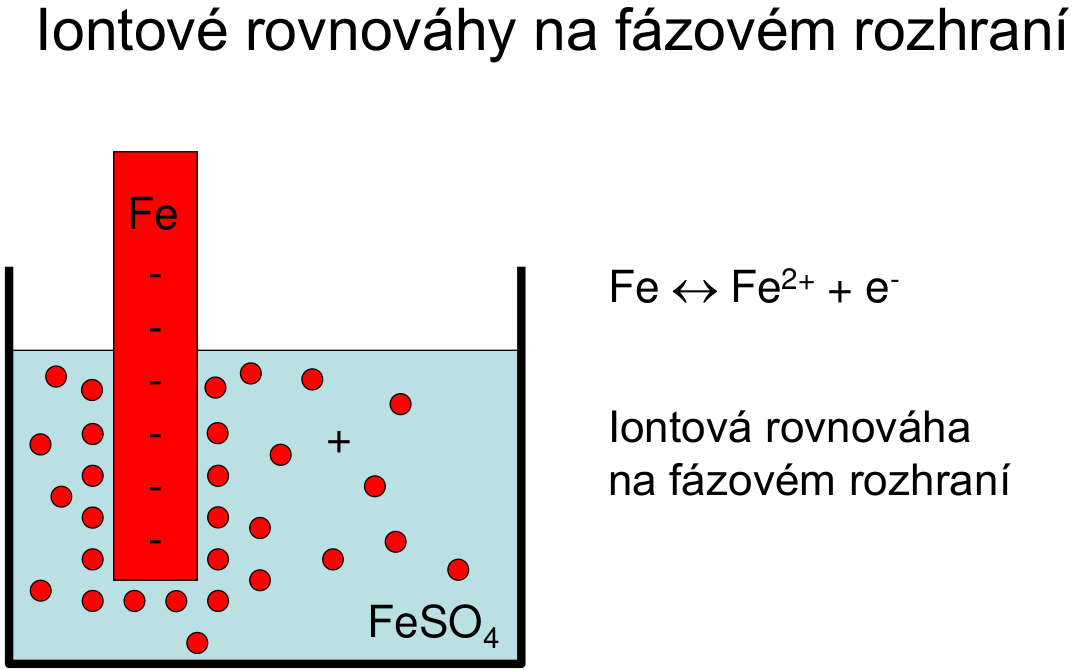 Iontové rovnováhy na fázovém rozhraní
Fe
-
-
-
-
-
-
+
FeSO₄
Fe ↔ Fe²⁺ + e⁻
Iontová rovnováha
na fázovém rozhraní